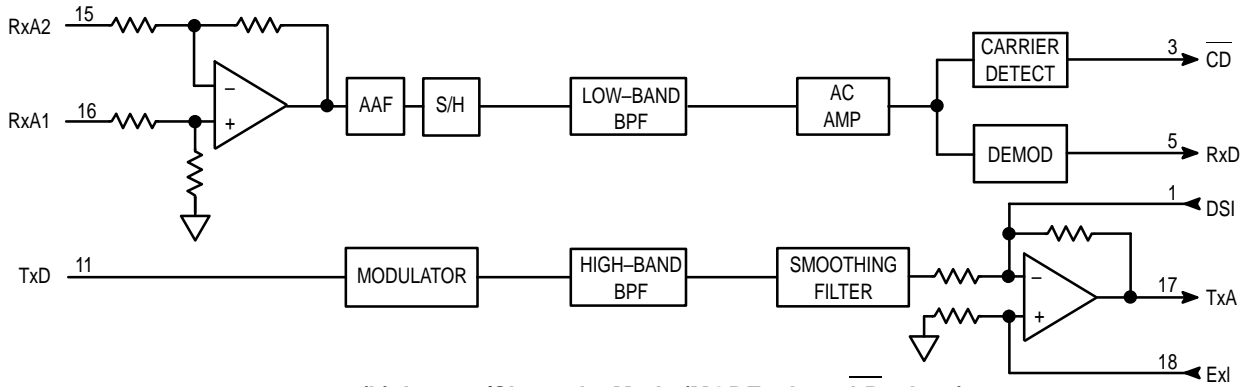 RxA2 15
RxA1 16
–
+
AAF
S/H
LOW–BAND
BPF
AC
AMP
CARRIER
DETECT
3 CD
DEMOD
5 RxD
1 DSI
TxD 11
MODULATOR
HIGH–BAND
BPF
SMOOTHING
FILTER
–
+
17 TxA
18 ExI